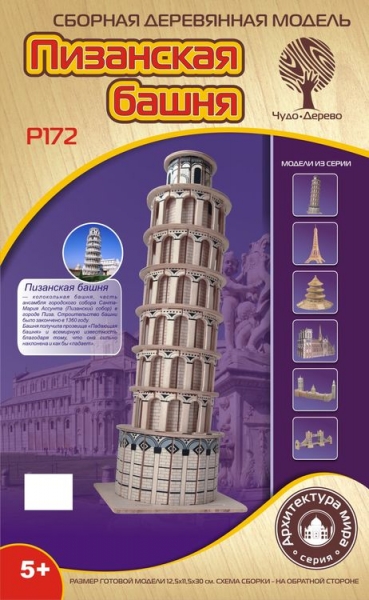 СБОРНАЯ ДЕРЕВЯННАЯ МОДЕЛЬ
Пизанская
башня
P172
Чудо-Дерево
МОДЕЛИ ИЗ СЕРИИ
Пизанская башня
— колокольная башня, часть
ансамбля городского собора Санта-
Мария Ассунта (Пизанский собор) в
городе Пиза. Строительство башни
было закончено в 1360 году.
Башня получила прозвище «Падающая
башня» и всемирную известность
благодаря тому, что она сильно
наклонена и как бы «падает».
Архитектура мира
серия
5+
РАЗМЕР ГОТОВОЙ МОДЕЛИ 12,5х11,5х30 см. СХЕМА СБОРКИ - НА ОБРАТНОЙ СТОРОНЕ